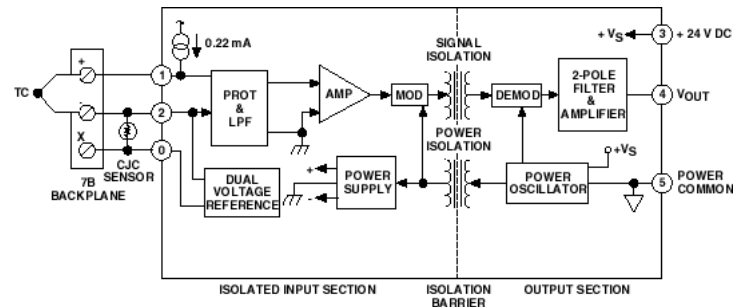 0.22 mA
SIGNAL
ISOLATION
+ VS
3
+ 24 V DC
+
TC
-
X
1
2
0
PROT
&
LPF
AMP
MOD
DEMOD
2-POLE
FILTER
&
AMPLIFIER
4
VOUT
POWER
ISOLATION
+VS
CJC
SENSOR
7B
BACKPLANE
DUAL
VOLTAGE
REFERENCE
+
-
POWER
SUPPLY
POWER
OSCILLATOR
5
POWER
COMMON
ISOLATED INPUT SECTION
ISOLATION
BARRIER
OUTPUT SECTION